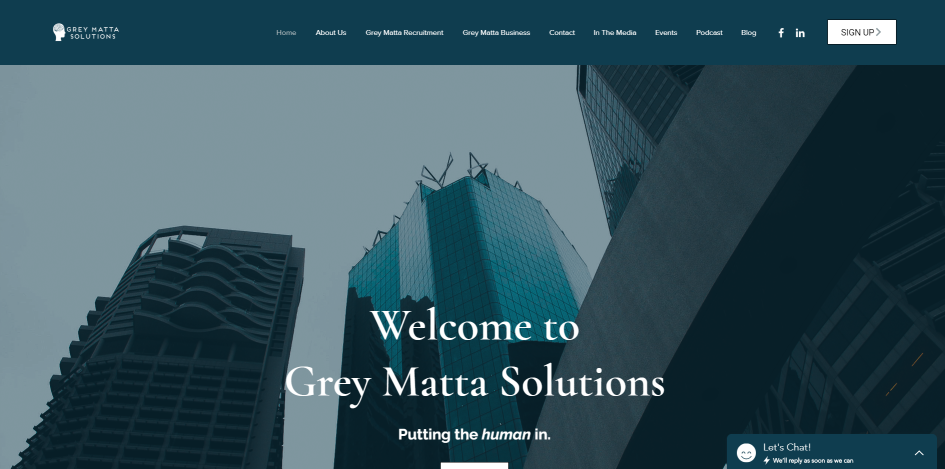 GREY MATTA
SOLUTIONS
Home About Us Grey Matta Recruitment Grey Matta Business Contact In The Media Events Podcast Blog f in SIGN UP
Welcome to
Grey Matta Solutions
Putting the human in.
Let's Chat!
We'll reply as soon as we can